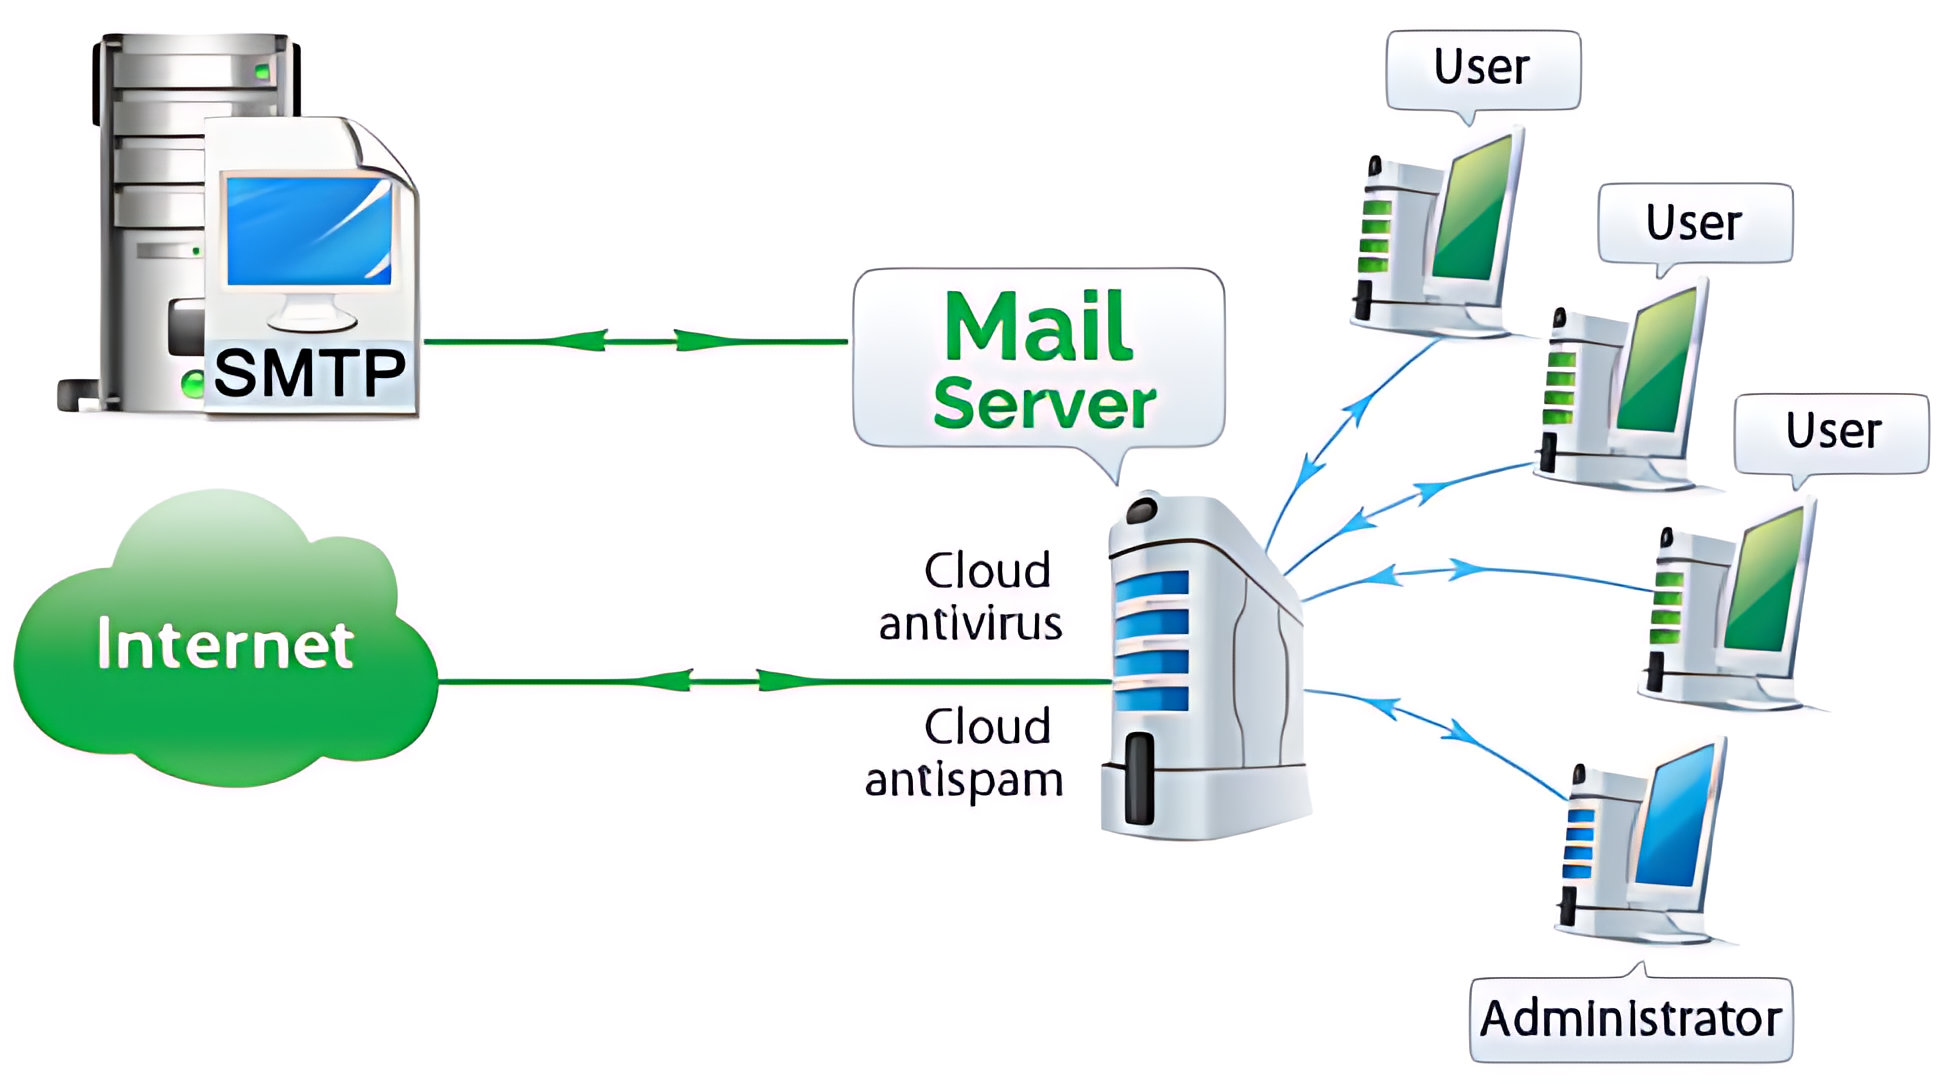 User
User
Mail
Server
SMTP
User
Cloud
antivirus
Internet
Cloud
antispam
Administrator